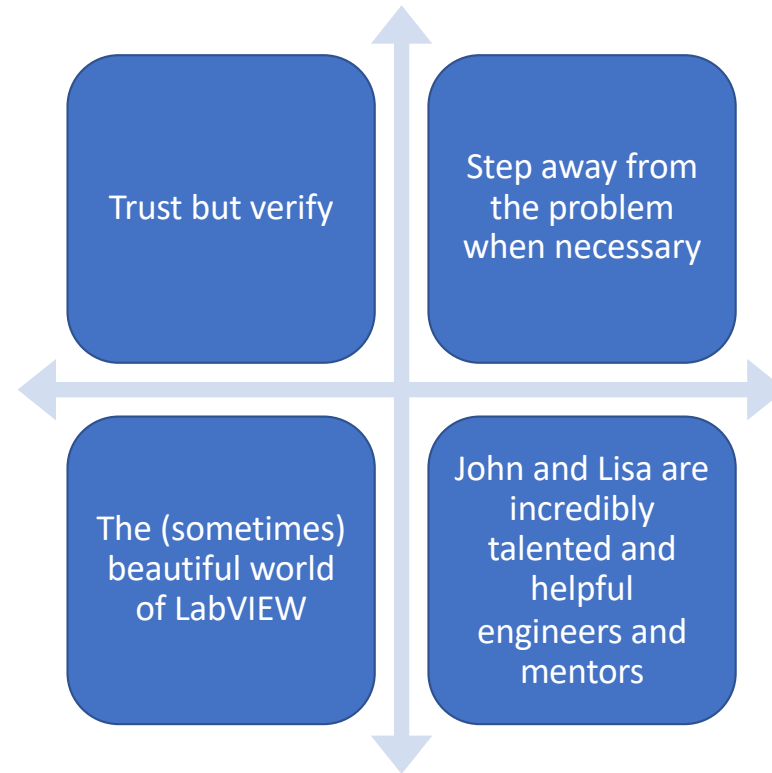 Trust but verify
Step away from
the problem
when necessary
The (sometimes)
beautiful world
of LabVIEW
John and Lisa are
incredibly
talented and
helpful
engineers and
mentors